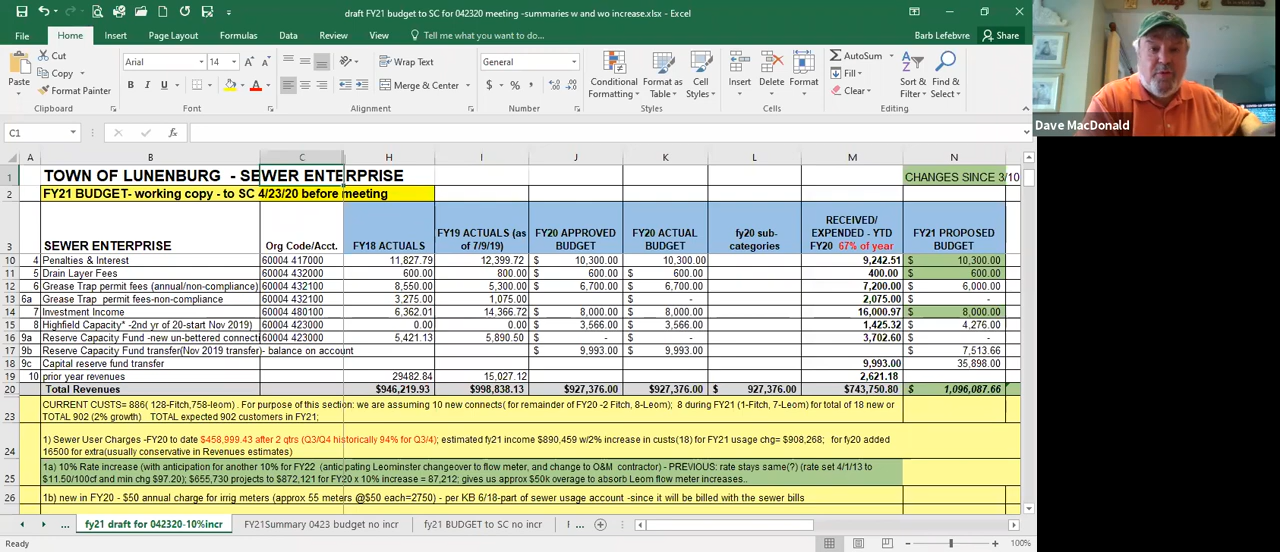 draft FY21 budget to SC for 042320 meeting -summaries w and wo increase.xlsx - Excel
File Home Insert Page Layout Formulas Data Review View Tell me what you want to do... Barb Lefebvre Share
Cut Arial 14 Wrap Text General AutoSum
Copy Fill
Paste Format Painter B I U Merge & Center $ % Conditional Formatting Format as Table Cell Styles Insert Delete Format Clear Sort & Filter Find & Select
Clipboard Font Alignment Number Styles Cells Editing
Dave MacDonald
C1 fx
A B C H I J K L M N
1 TOWN OF LUNENBURG - SEWER ENTERPRISE CHANGES SINCE 3/10
2 FY21 BUDGET- working copy - to SC 4/23/20 before meeting
3 SEWER ENTERPRISE Org Code/Acct. FY18 ACTUALS FY19 ACTUALS (as of 7/9/19) FY20 APPROVED BUDGET FY20 ACTUAL BUDGET fy20 sub-categories RECEIVED/ EXPENDED - YTD FY20 67% of year FY21 PROPOSED BUDGET
10 4 Penalties & Interest 60004 417000 11,827.79 12,399.72 $ 10,300.00 10,300.00 9,242.51 $ 10,300.00
11 5 Drain Layer Fees 60004 432100 600.00 800.00 $ 600.00 $ 600.00 400.00 $ 600.00
12 6 Grease Trap permit fees (annual/non-compliance) 60004 432100 8,550.00 5,300.00 $ 6,700.00 $ 6,700.00 7,200.00 $ 6,000.00
13 6a Grease Trap permit fees-non-compliance 3,275.00 1,075.00 $ - 2,075.00 $ -
14 7 Investment Income 60004 480100 6,362.01 14,366.72 $ 8,000.00 $ 8,000.00 16,000.97 $ 8,000.00
15 8 Highfield Capacity* -2nd yr of 20-start Nov 2019) 60004 423000 0.00 0.00 $ 3,566.00 $ 3,566.00 1,425.32 $ 4,276.00
16 9a Reserve Capacity Fund -new un-bettered connecti 60004 423000 5,421.13 5,890.50 $ - $ - 3,702.60 $ -
17 9b Reserve Capacity Fund transfer(Nov 2019 transfer)- balance on account $ 9,993.00 $ 9,993.00 7,513.66
18 9c Capital reserve fund transfer 9,993.00 35,898.00
19 10 prior year revenues 29482.84 15,027.12 2,621.18
20 Total Revenues $946,219.93 $998,838.13 $927,376.00 $927,376.00 $ 927,376.00 $743,750.80 $ 1,096,087.66
23 CURRENT CUSTS= 886( 128-Fitch,758-leom) . For purpose of this section: we are assuming 10 new connects( for remainder of FY20 -2 Fitch, 8-Leom); 8 during FY21 (1-Fitch, 7-Leom) for total of 18 new or
TOTAL 902 (2% growth) TOTAL expected 902 customers in FY21;
24 1) Sewer User Charges -FY20 to date $458,999.43 after 2 qtrs (Q3/Q4 historically 94% for Q3/4); estimated fy21 income $890,459 w/2% increase in custs(18) for FY21 usage chg= $908,268; for fy20 added
16500 for extra(usually conservative in Revenues estimates)
25 1a) 10% Rate increase (with anticipation for another 10% for FY22 (anticipating Leominster changeover to flow meter, and change to O&M contractor) - PREVIOUS: rate stays same(?) (rate set 4/1/13 to
$11.50/100cf and min chg $97.20); $655,730 projects to $872,121 for FY20 x 10% increase = 87,212; gives us approx $50k overage to absorb Leom flow meter increases..
26 1b) new in FY20 - $50 annual charge for irrig meters (approx 55 meters @$50 each=2750) - per KB 6/18-part of sewer usage account -since it will be billed with the sewer bills
... fy21 draft for 042320-10%incr FY21Summary 0423 budget no incr fy21 BUDGET to SC no incr ...
Ready 100%